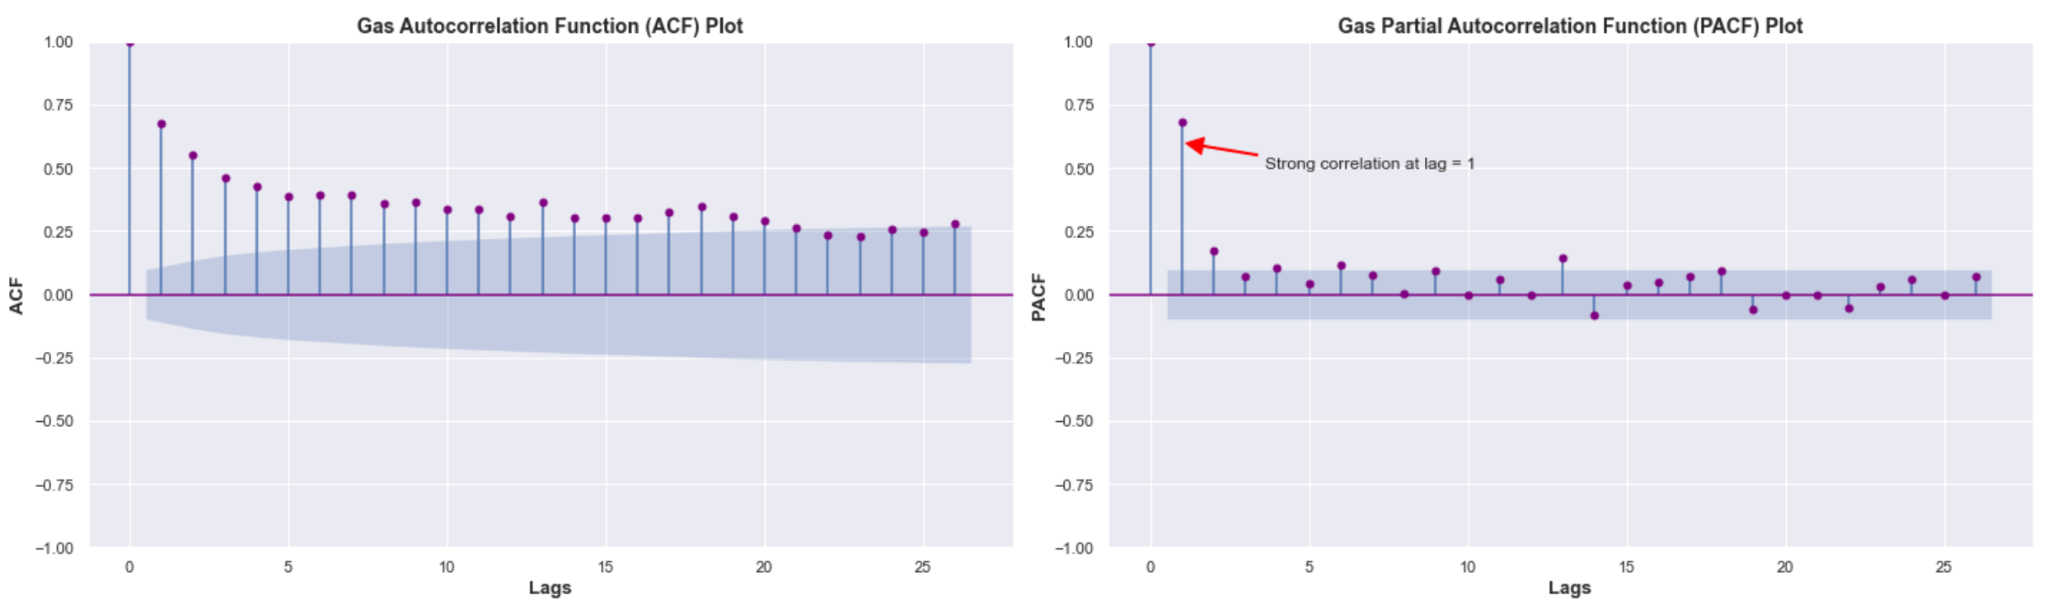 Gas Autocorrelation Function (ACF) Plot
1.00
0.75
0.50
0.25
0.00
−0.25
−0.50
−0.75
−1.00
ACF
0 5 10 15 20 25
Lags
Gas Partial Autocorrelation Function (PACF) Plot
1.00
0.75
0.50
0.25
0.00
−0.25
−0.50
−0.75
−1.00
PACF
Strong correlation at lag = 1
0 5 10 15 20 25
Lags